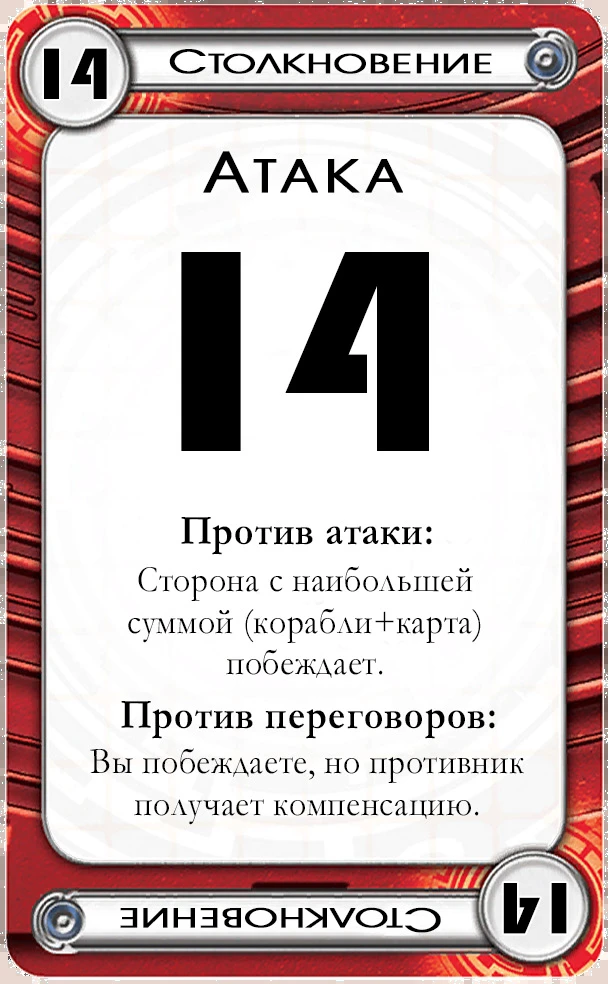 14
Столкновение
Атака
14
Против атаки:
Сторона с наибольшей
суммой (корабли+карта)
побеждает.
Против переговоров:
Вы побеждаете, но противник
получает компенсацию.
Столкновение
14